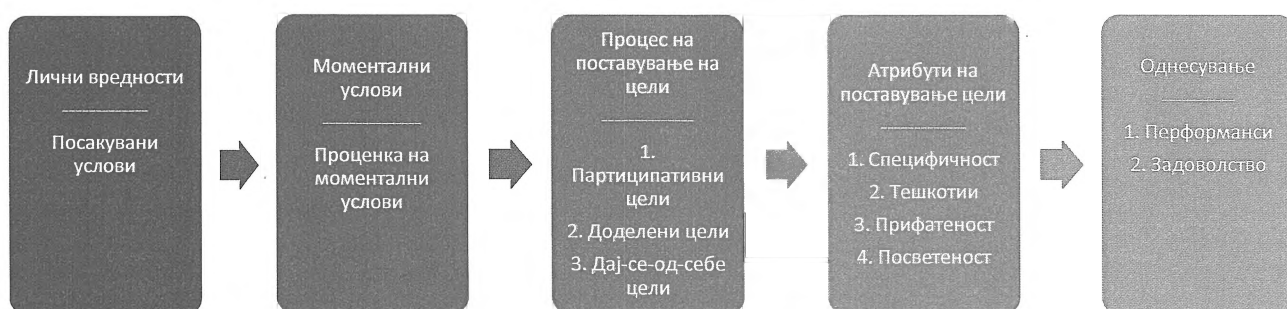 Лични вредности
Посакувани
услови
Моментални
услови
Проценка на
моментални
услови
Процес на
поставување на
цели
1.
Партиципативни
цели
2. Доделени цели
3. Дај-се-од-себе
цели
Атрибути на
поставување цели
1. Специфичност
2. Тешкотии
3. Прифатеност
4. Посветеност
Однесување
1. Перформанси
2. Задоволство